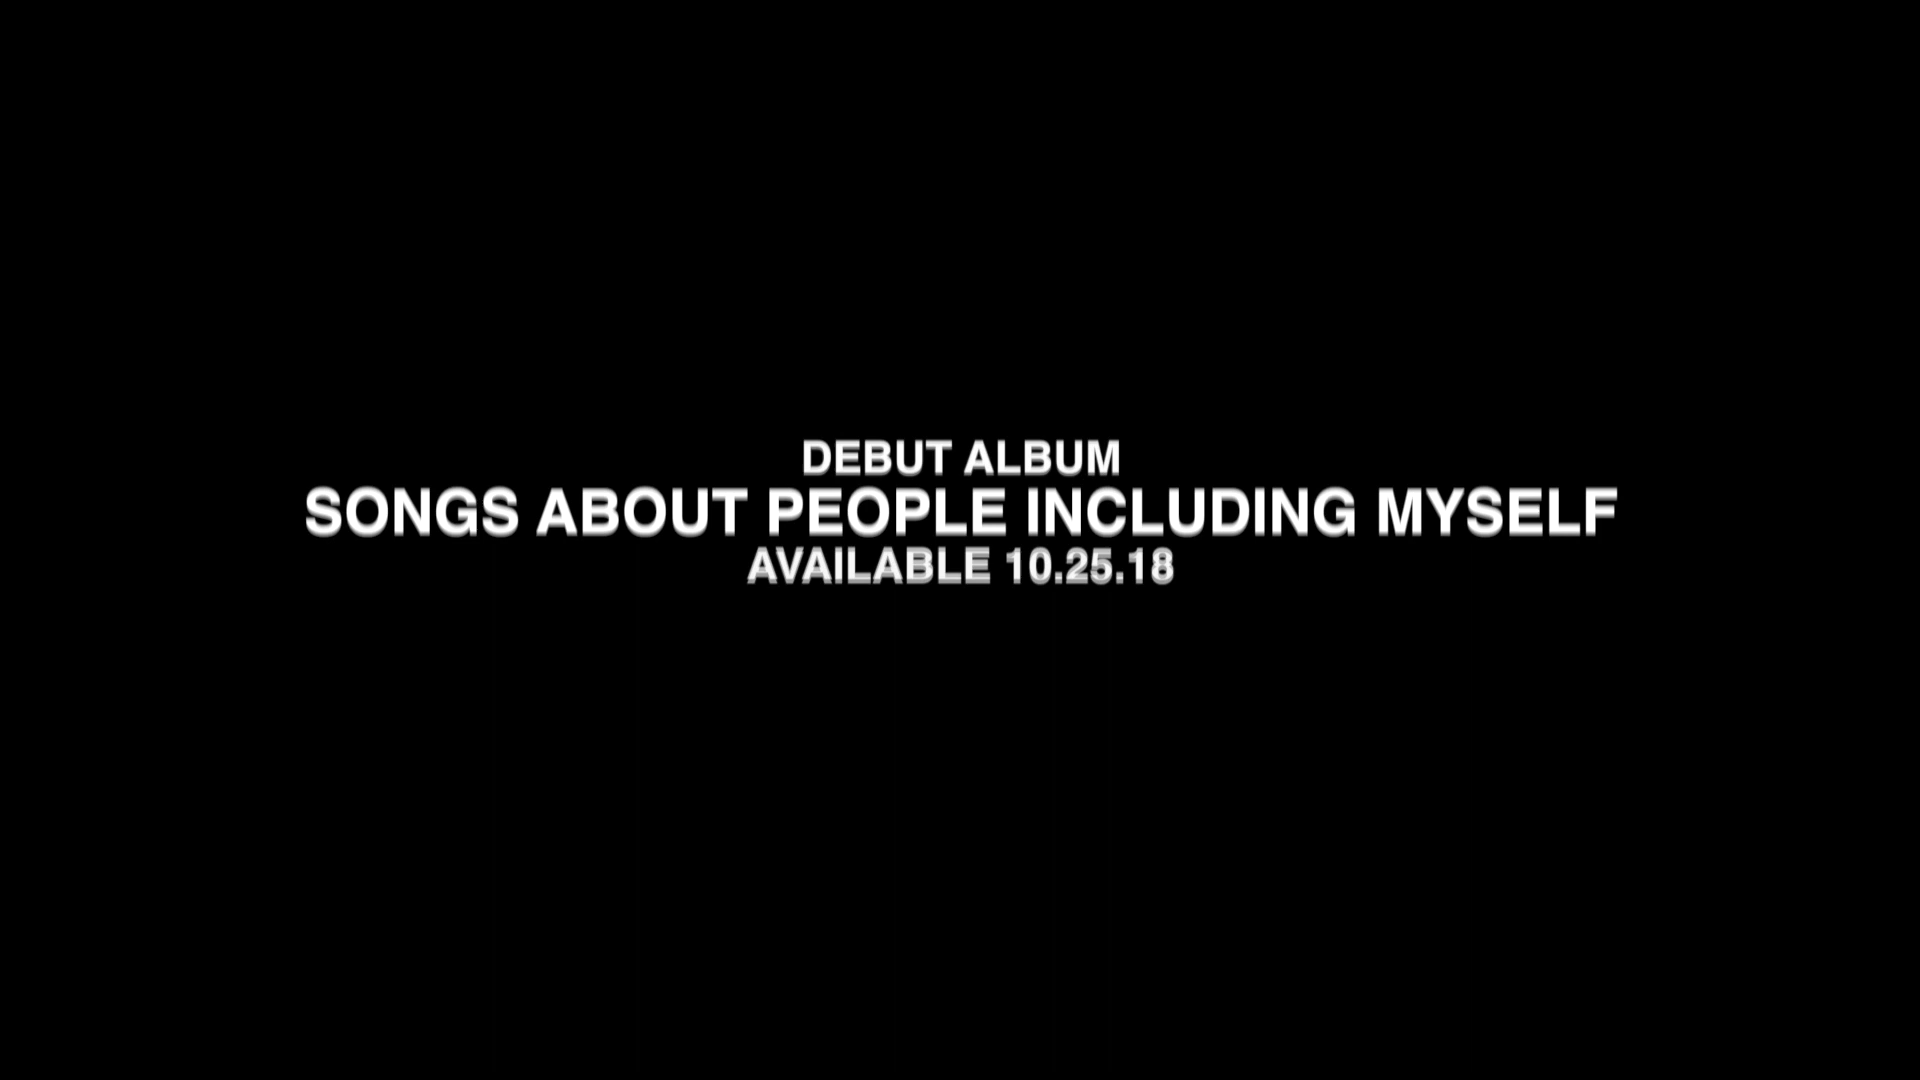 DEBUT ALBUM
SONGS ABOUT PEOPLE INCLUDING MYSELF
AVAILABLE 10.25.18